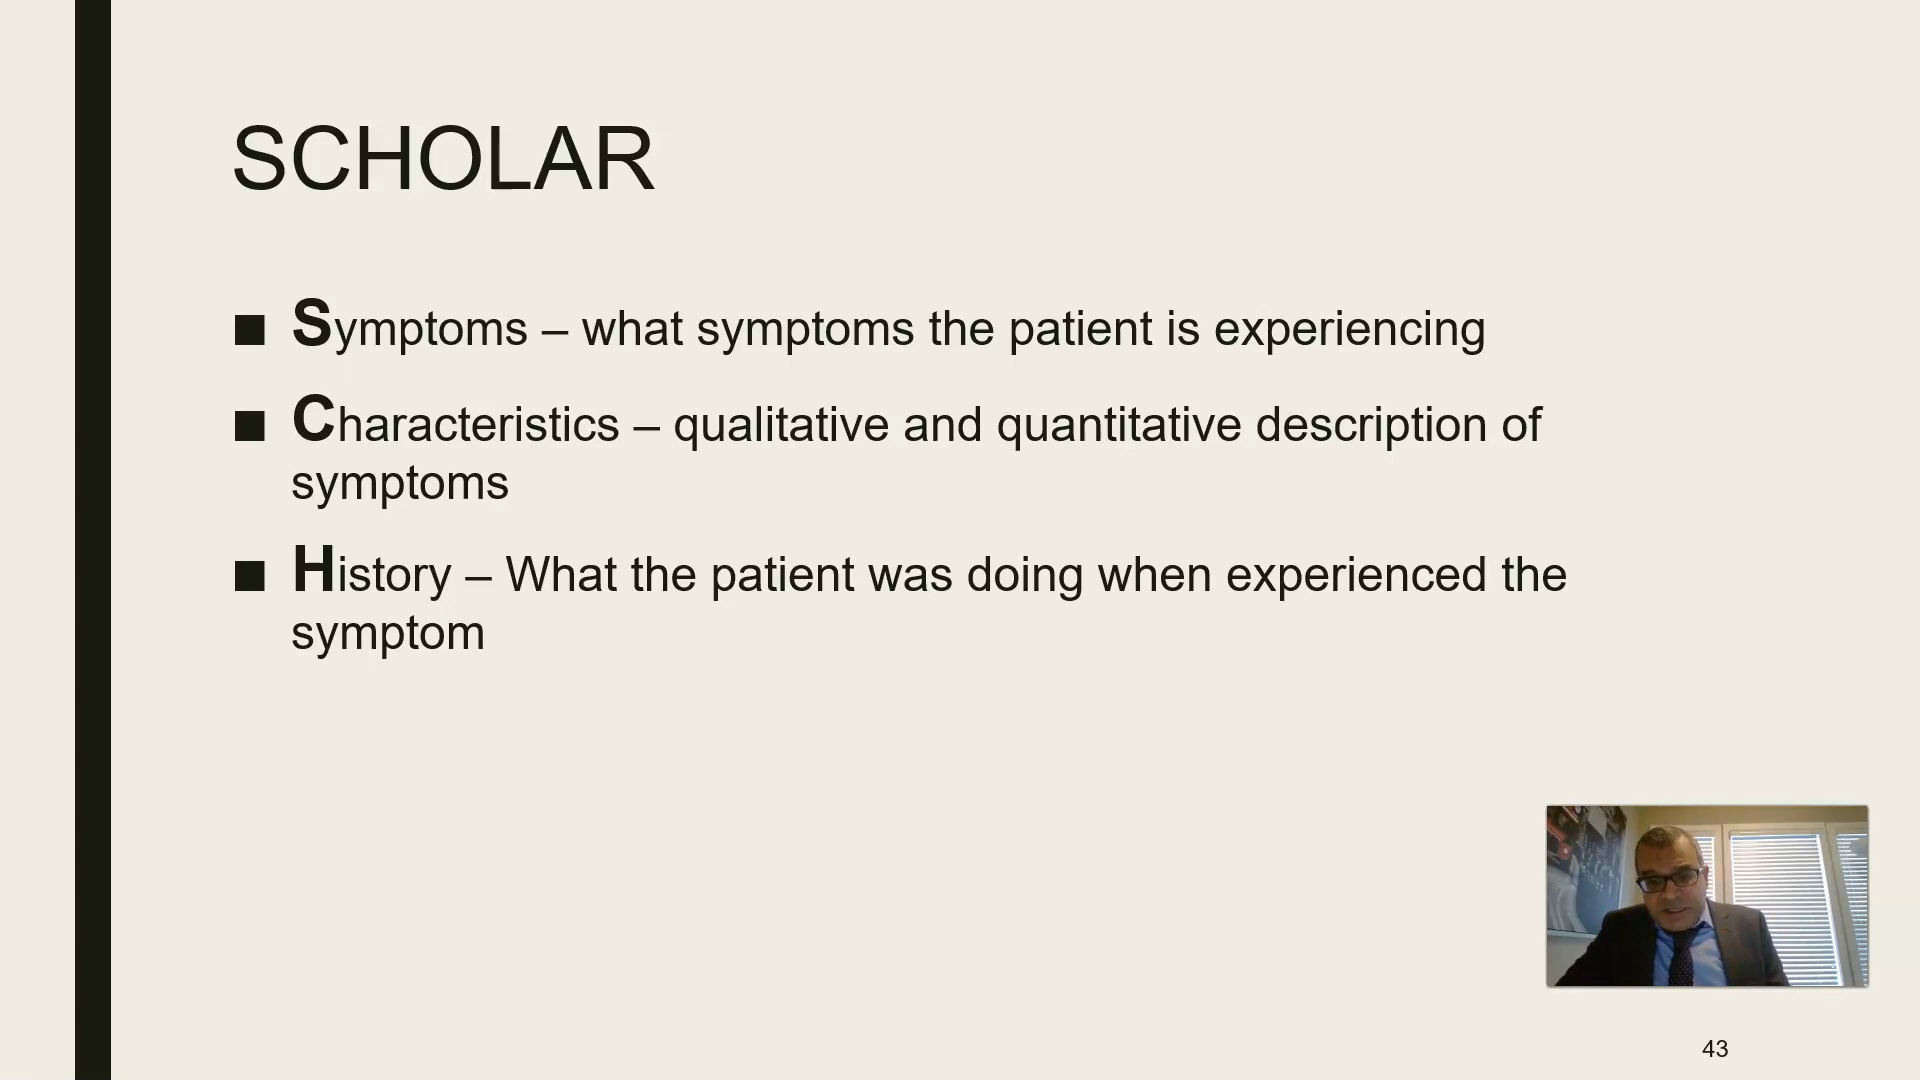 SCHOLAR
■ Symptoms – what symptoms the patient is experiencing
■ Characteristics – qualitative and quantitative description of
symptoms
■ History – What the patient was doing when experienced the
symptom
43